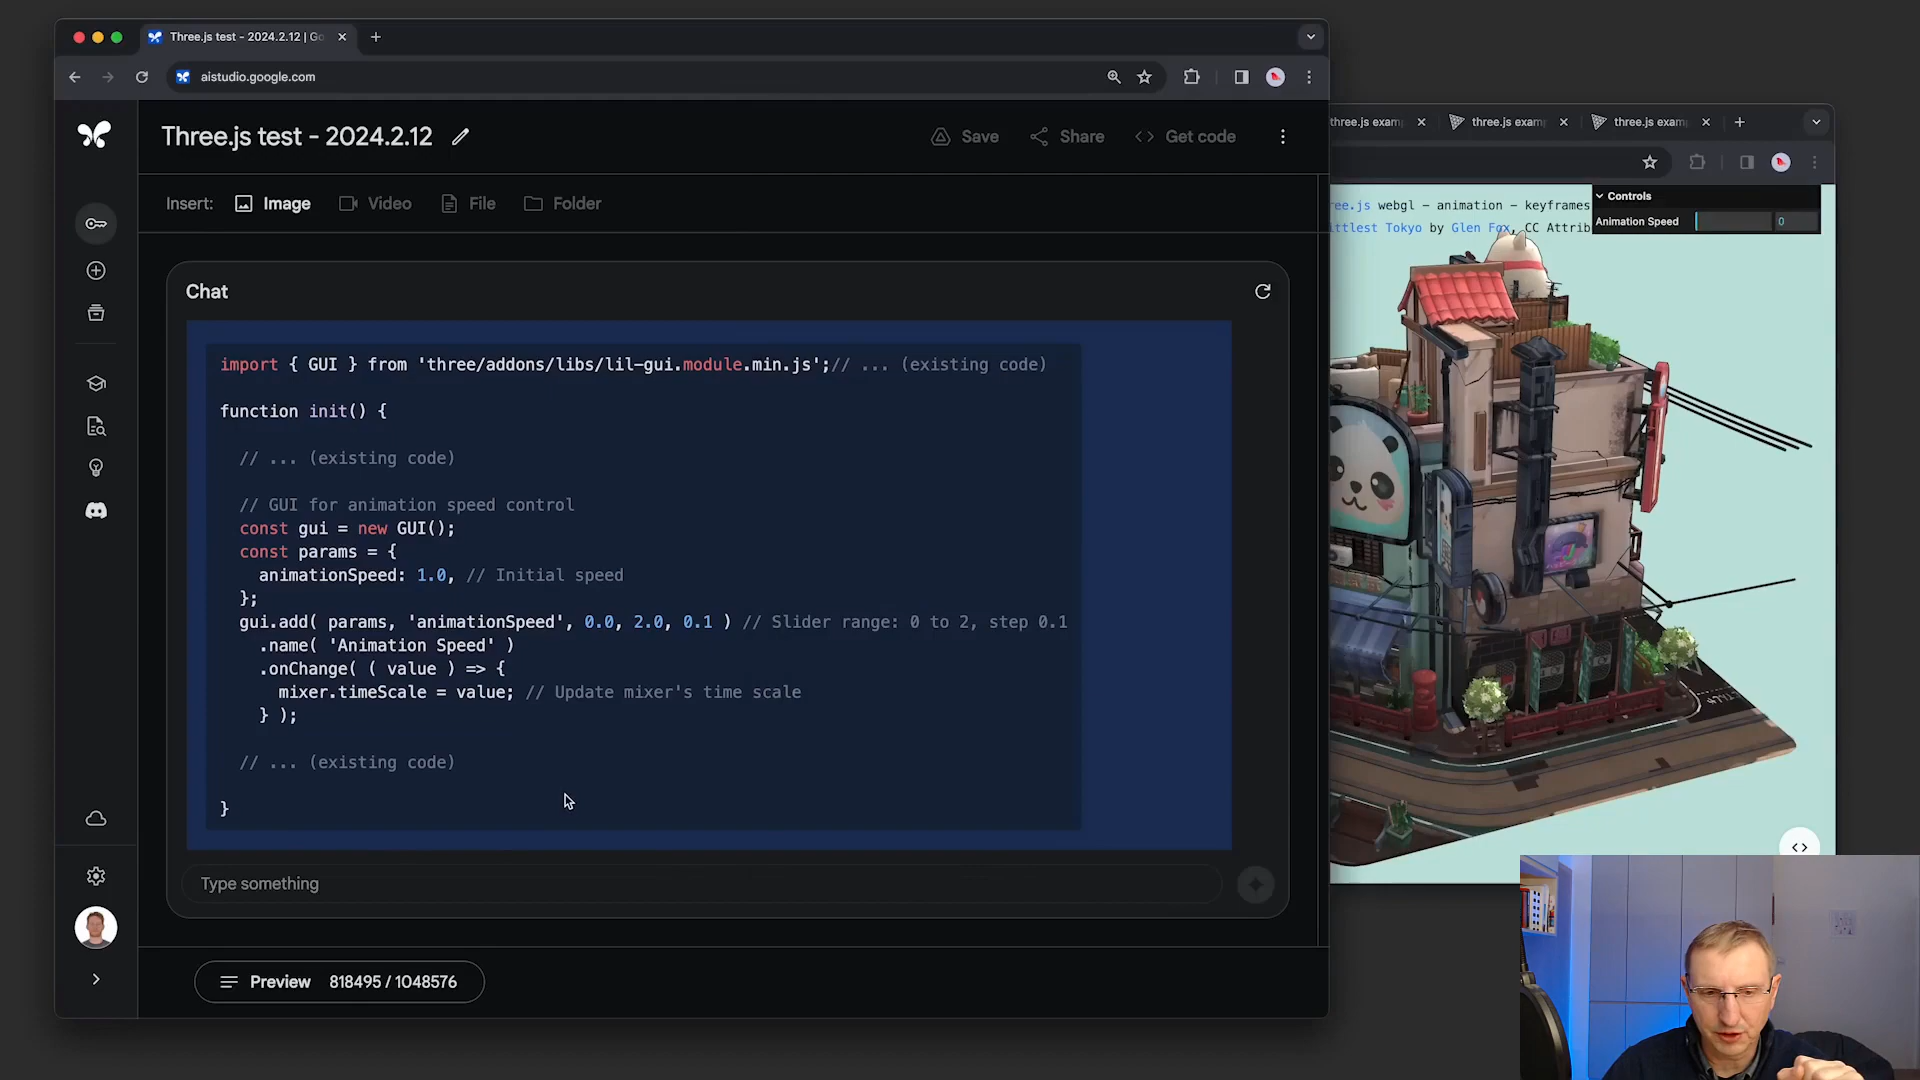 Three.js test - 2024.2.12 | Go
aistudio.google.com
Three.js test - 2024.2.12
Save
Share
Get code
Insert:
Image
Video
File
Folder
Chat
import { GUI } from 'three/addons/libs/lil-gui.module.min.js';// ... (existing code)
function init() {
// ... (existing code)
// GUI for animation speed control
const gui = new GUI();
const params = {
animationSpeed: 1.0, // Initial speed
};
gui.add( params, 'animationSpeed', 0.0, 2.0, 0.1 ) // Slider range: 0 to 2, step 0.1
.name( 'Animation Speed' )
.onChange( ( value ) => {
mixer.timeScale = value; // Update mixer's time scale
} );
// ... (existing code)
}
Type something
Preview 818495 / 1048576
three.js exam
three.js exam
three.js exam
ree.js webgl - animation - keyframes
ittlest Tokyo by Glen Fox, CC Attrib
Controls
Animation Speed 0